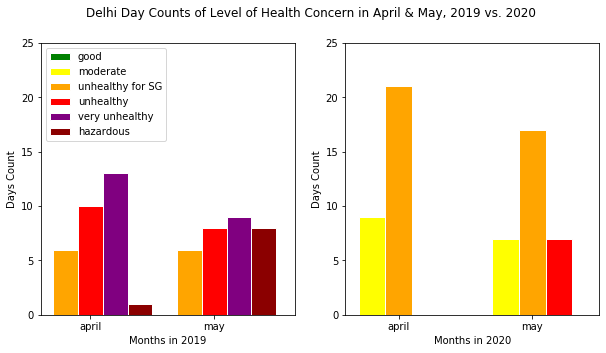 Delhi Day Counts of Level of Health Concern in April & May, 2019 vs. 2020
25
20
15
10
5
0
Days Count
good
moderate
unhealthy for SG
unhealthy
very unhealthy
hazardous
april
may
Months in 2019
25
20
15
10
5
0
Days Count
april
may
Months in 2020